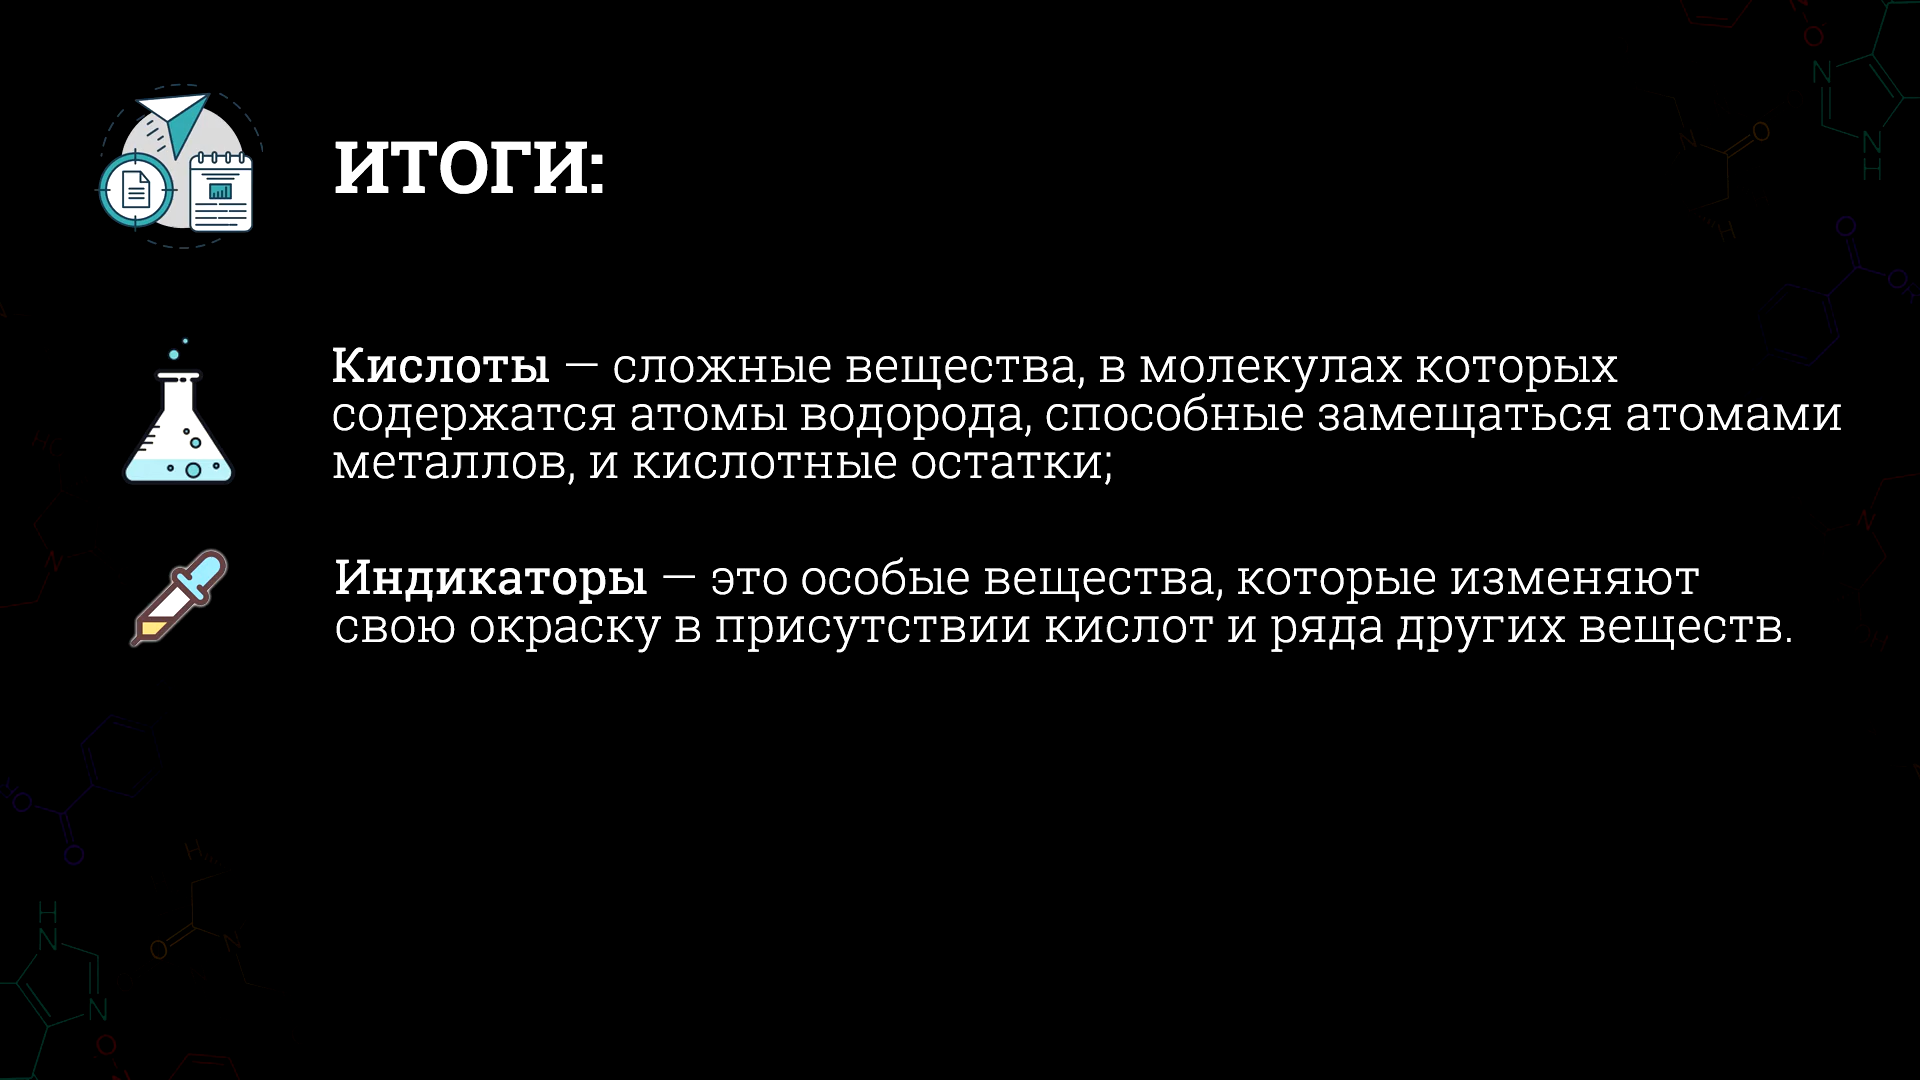 ИТОГИ:
Кислоты — сложные вещества, в молекулах которых
содержатся атомы водорода, способные замещаться атомами
металлов, и кислотные остатки;
Индикаторы — это особые вещества, которые изменяют
свою окраску в присутствии кислот и ряда других веществ.